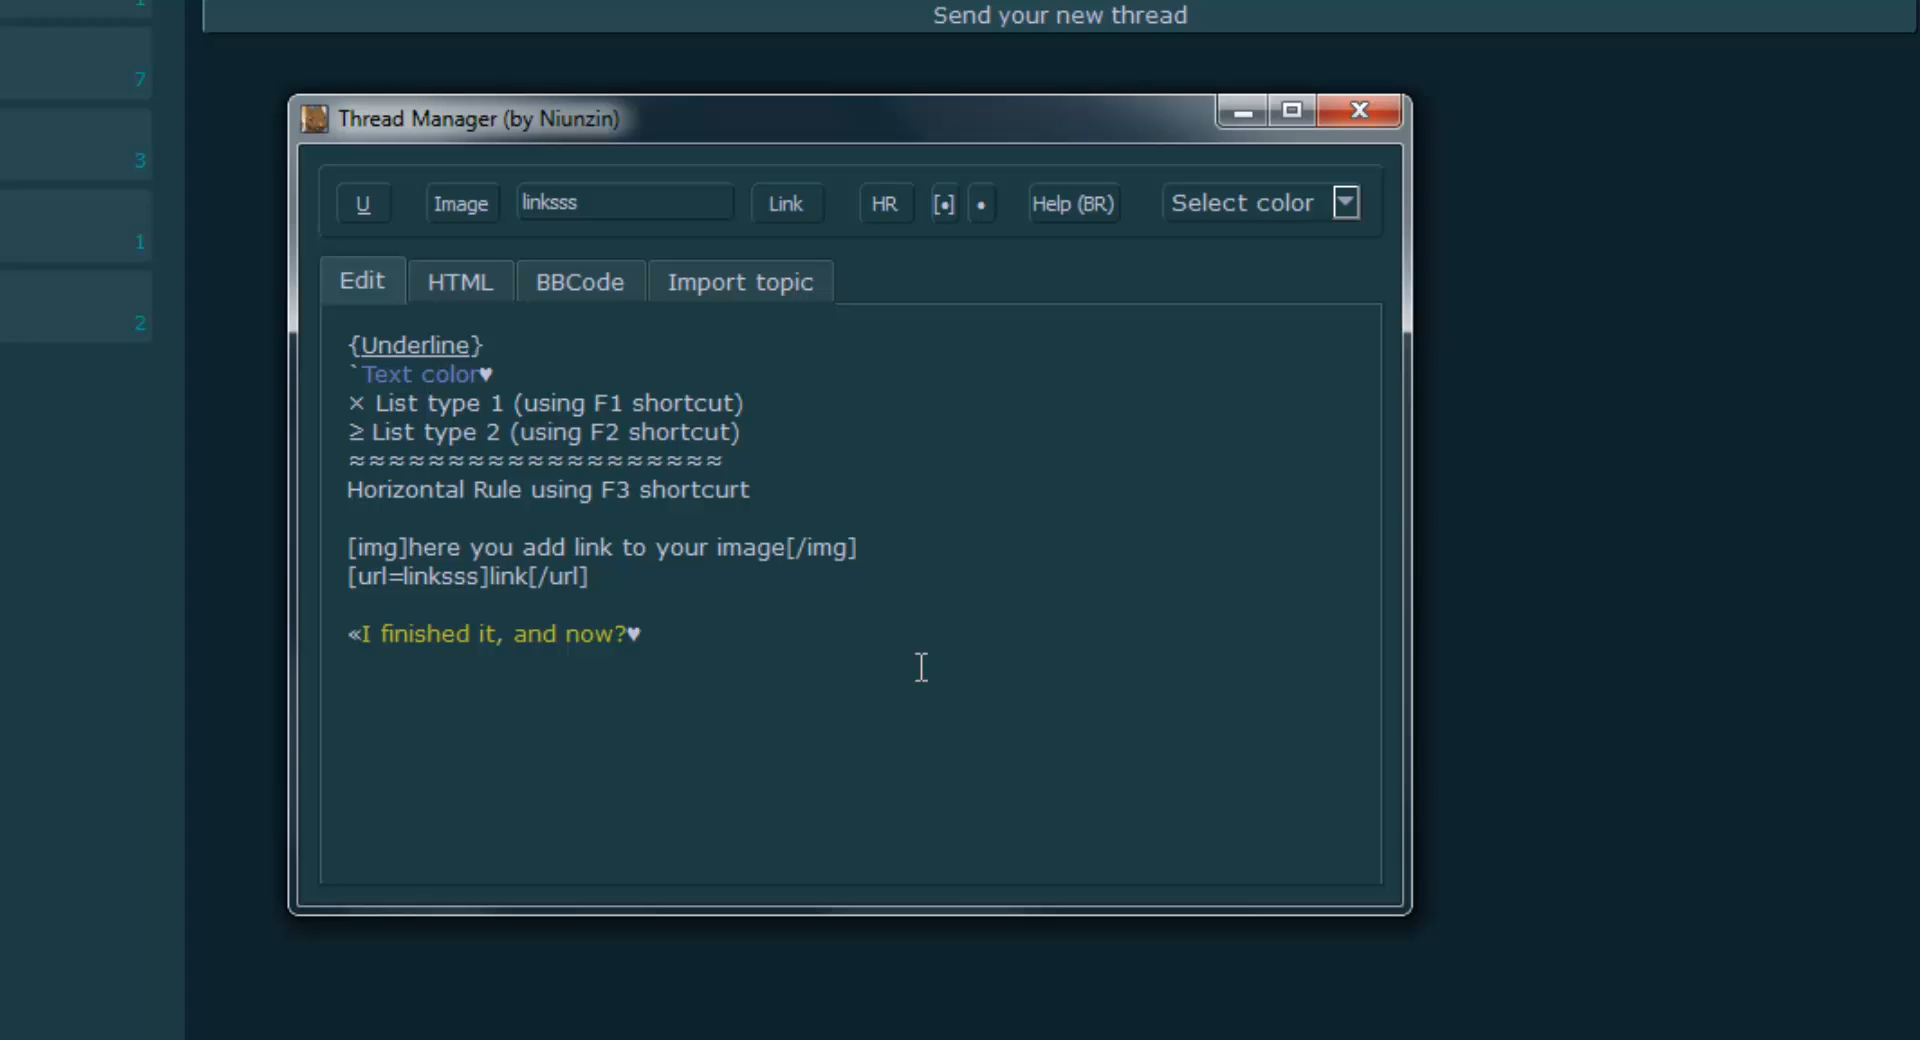 1
Send your new thread
7
3
1
2
Thread Manager (by Niunzin)
U Image linksss Link HR [•] • Help (BR) Select color
Edit HTML BBCode Import topic
{Underline}
`Text color♥
× List type 1 (using F1 shortcut)
≥ List type 2 (using F2 shortcut)
≈≈≈≈≈≈≈≈≈≈≈≈≈≈≈≈≈≈≈
Horizontal Rule using F3 shortcurt
[img]here you add link to your image[/img]
[url=linksss]link[/url]
«I finished it, and now?♥